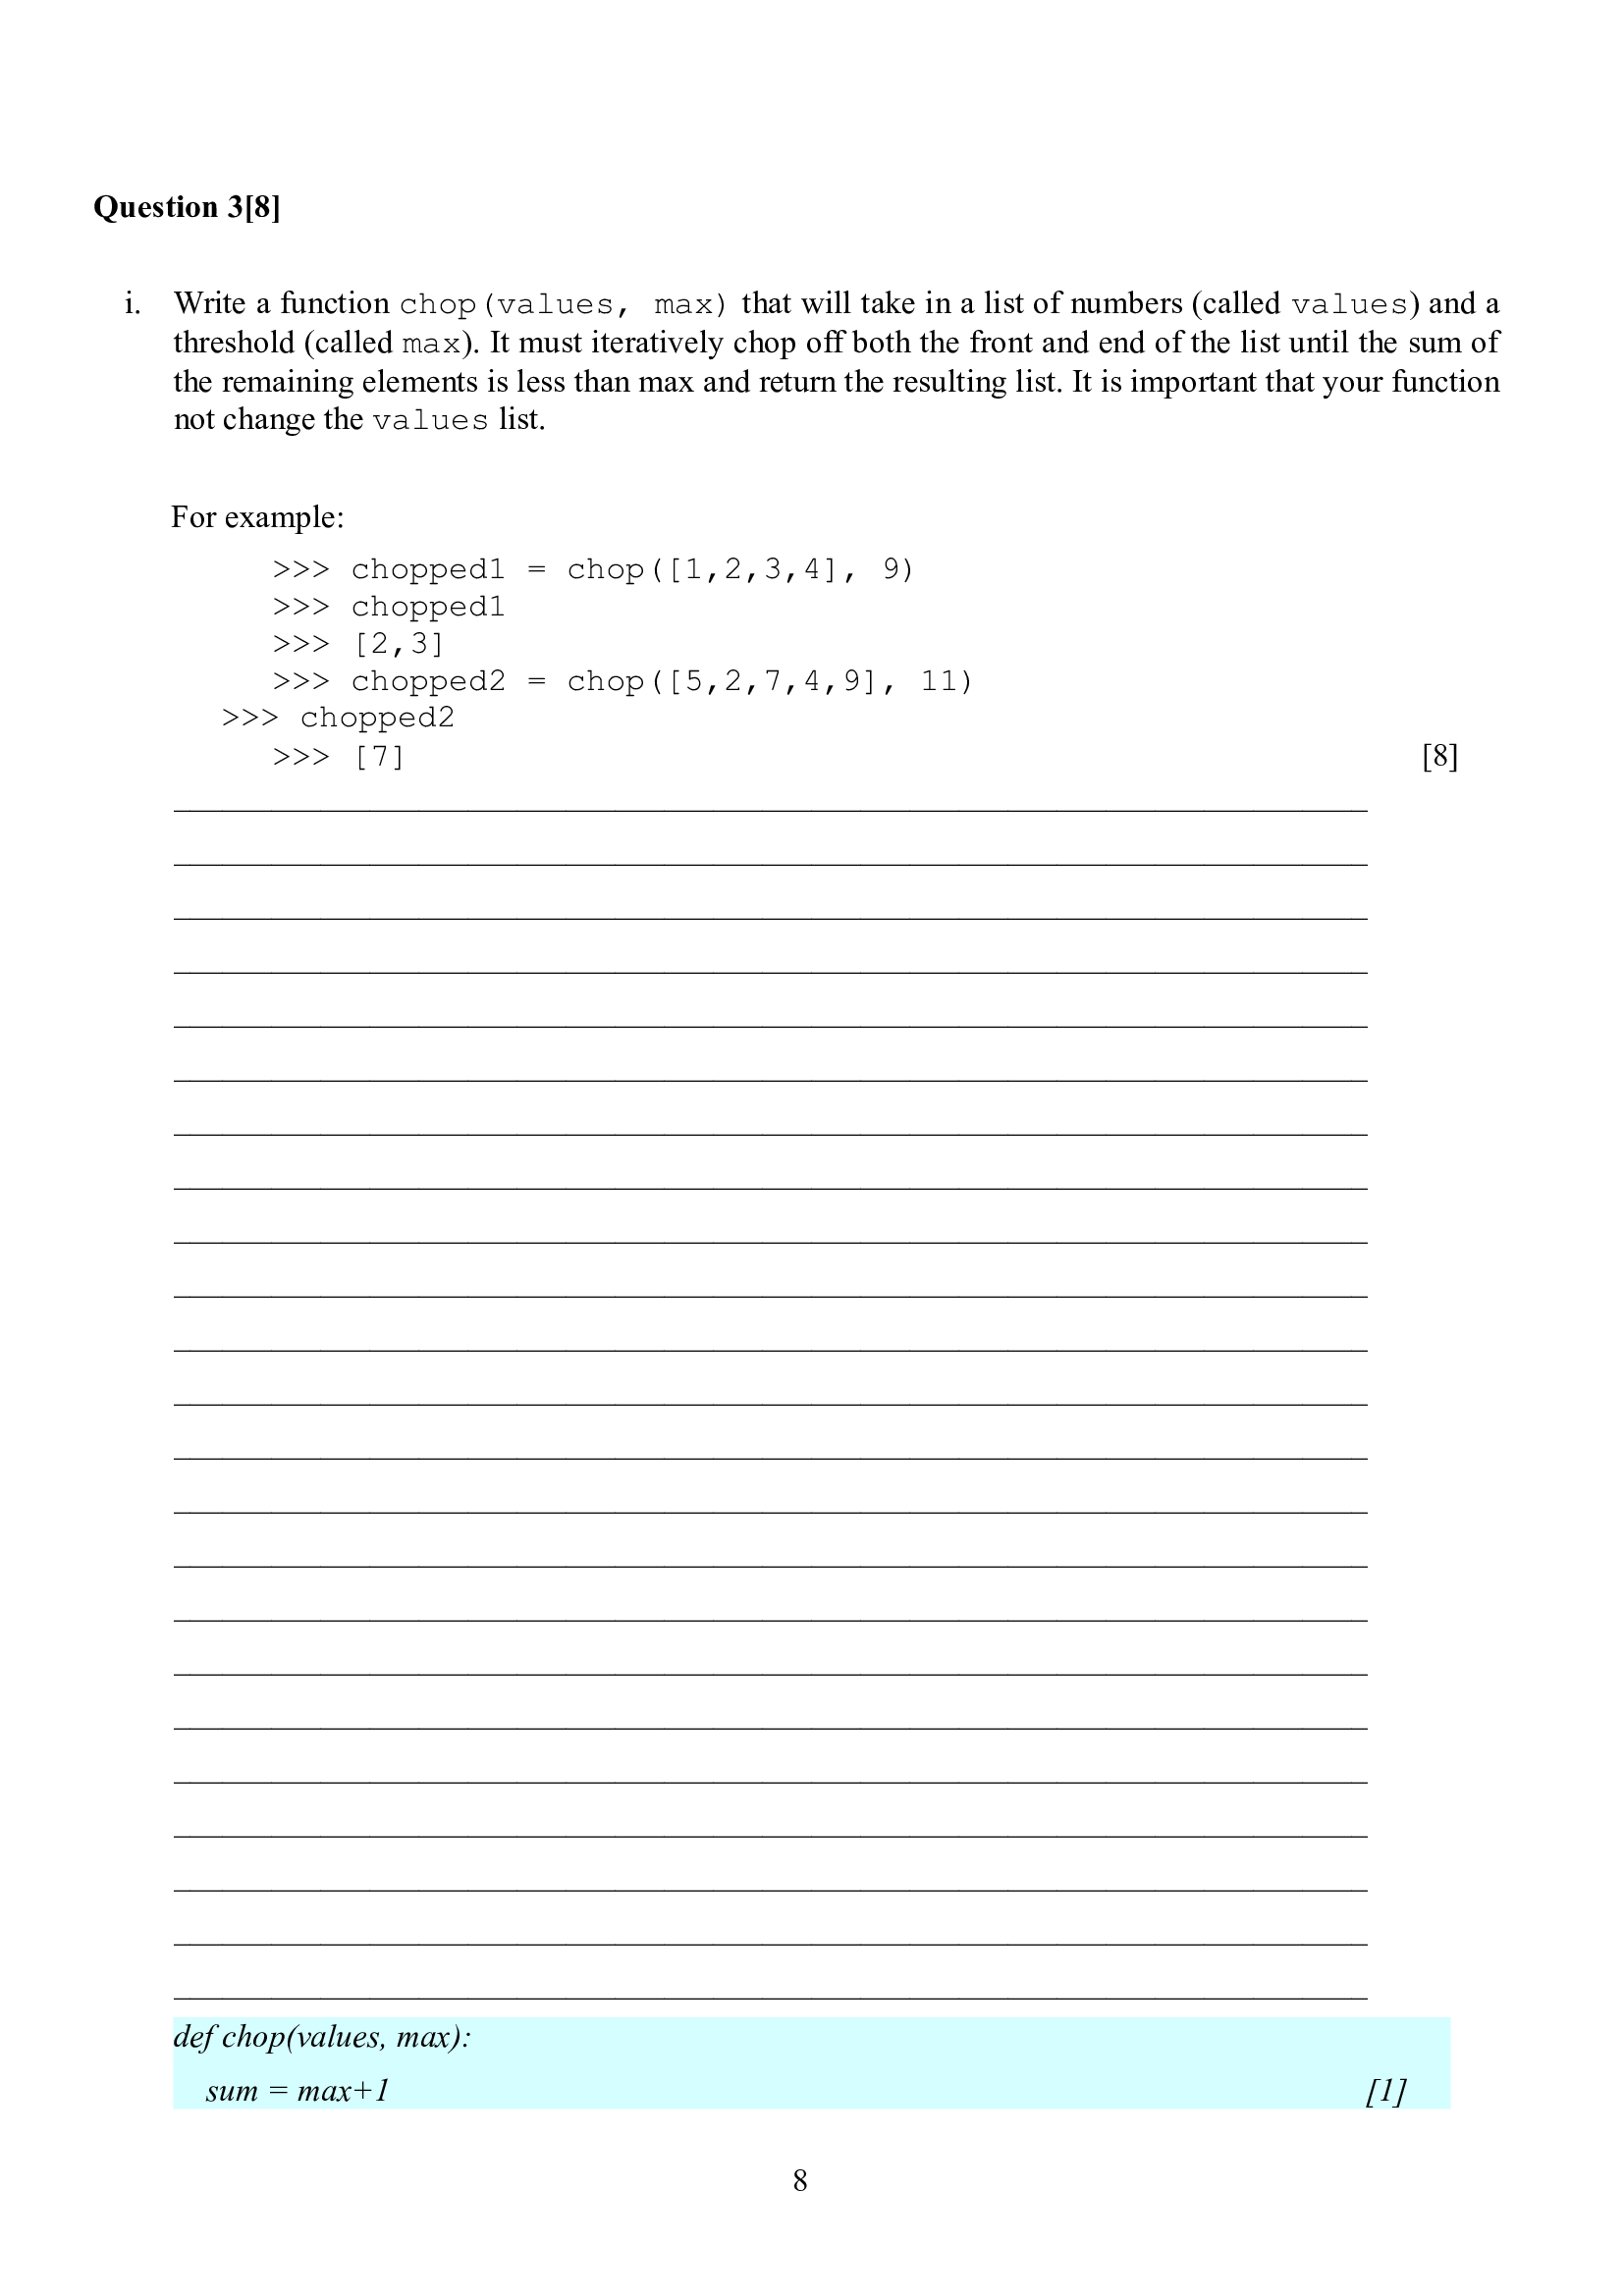 Question 3[8]
i. Write a function chop(values, max) that will take in a list of numbers (called values) and a
threshold (called max). It must iteratively chop off both the front and end of the list until the sum of
the remaining elements is less than max and return the resulting list. It is important that your function
not change the values list.
For example:
>>> chopped1 = chop([1,2,3,4], 9)
>>> chopped1
>>> [2,3]
>>> chopped2 = chop([5,2,7,4,9], 11)
>>> chopped2
>>> [7] [8]
def chop(values, max):
sum = max+1 [1]
8